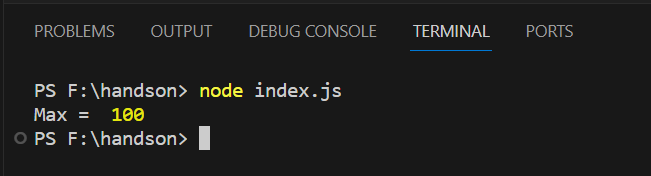 PROBLEMS OUTPUT DEBUG CONSOLE TERMINAL PORTS
PS F:\handson> node index.js
Max =  100
PS F:\handson>